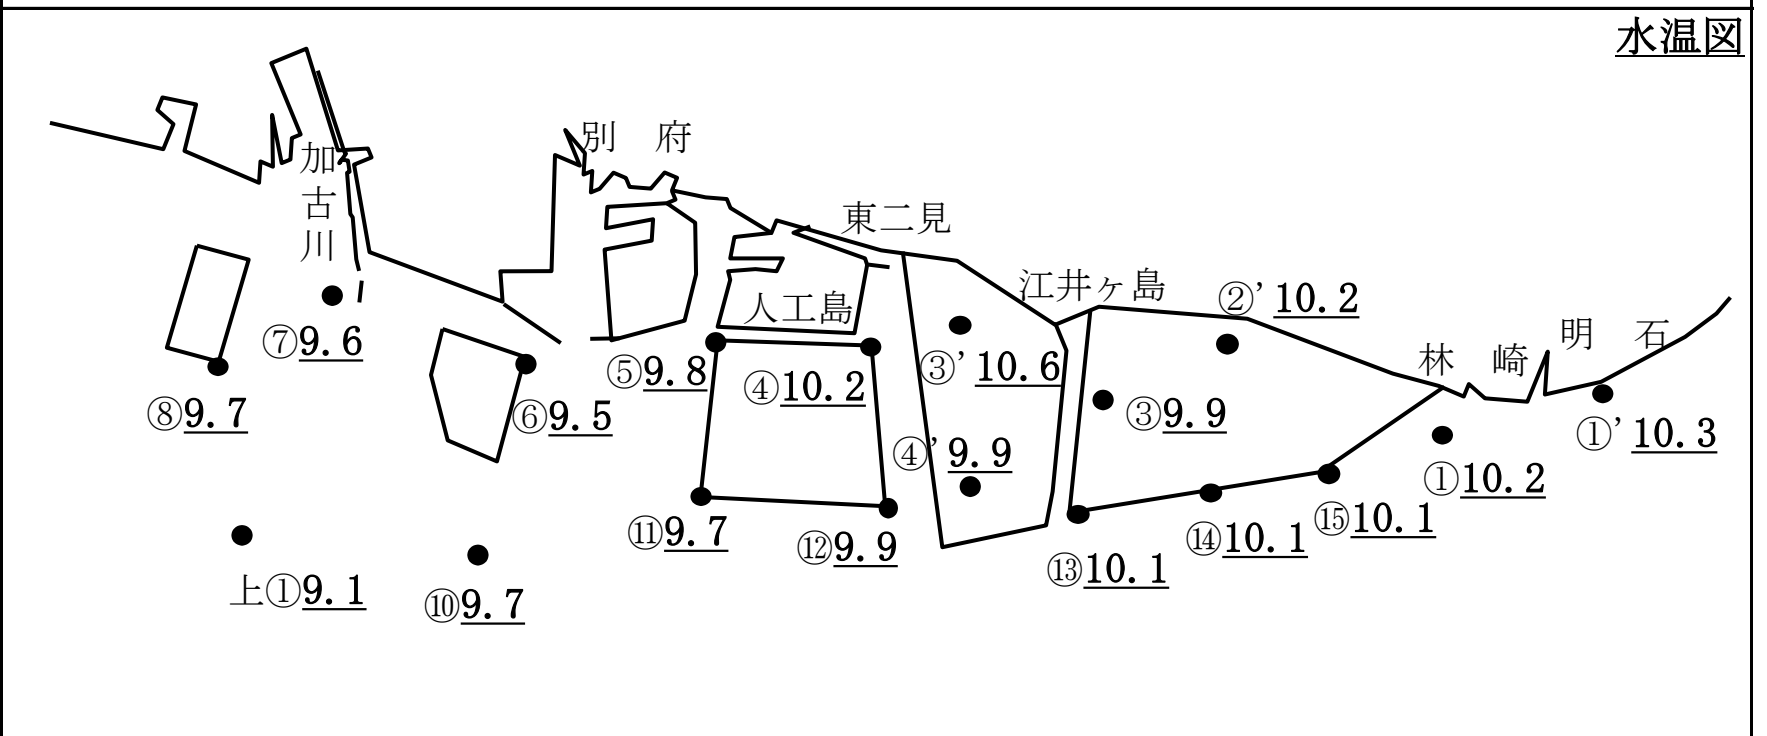 水温図
別　府
加古川
東二見
江井ヶ島
②' 10.2
人工島
明　石
林　崎
⑦9.6
⑤9.8
④10.2
③' 10.6
⑧9.7
⑥9.5
③9.9
①' 10.3
④' 9.9
①10.2
⑪9.7
⑫9.9
⑬10.1
⑭10.1
⑮10.1
上①9.1
⑩9.7